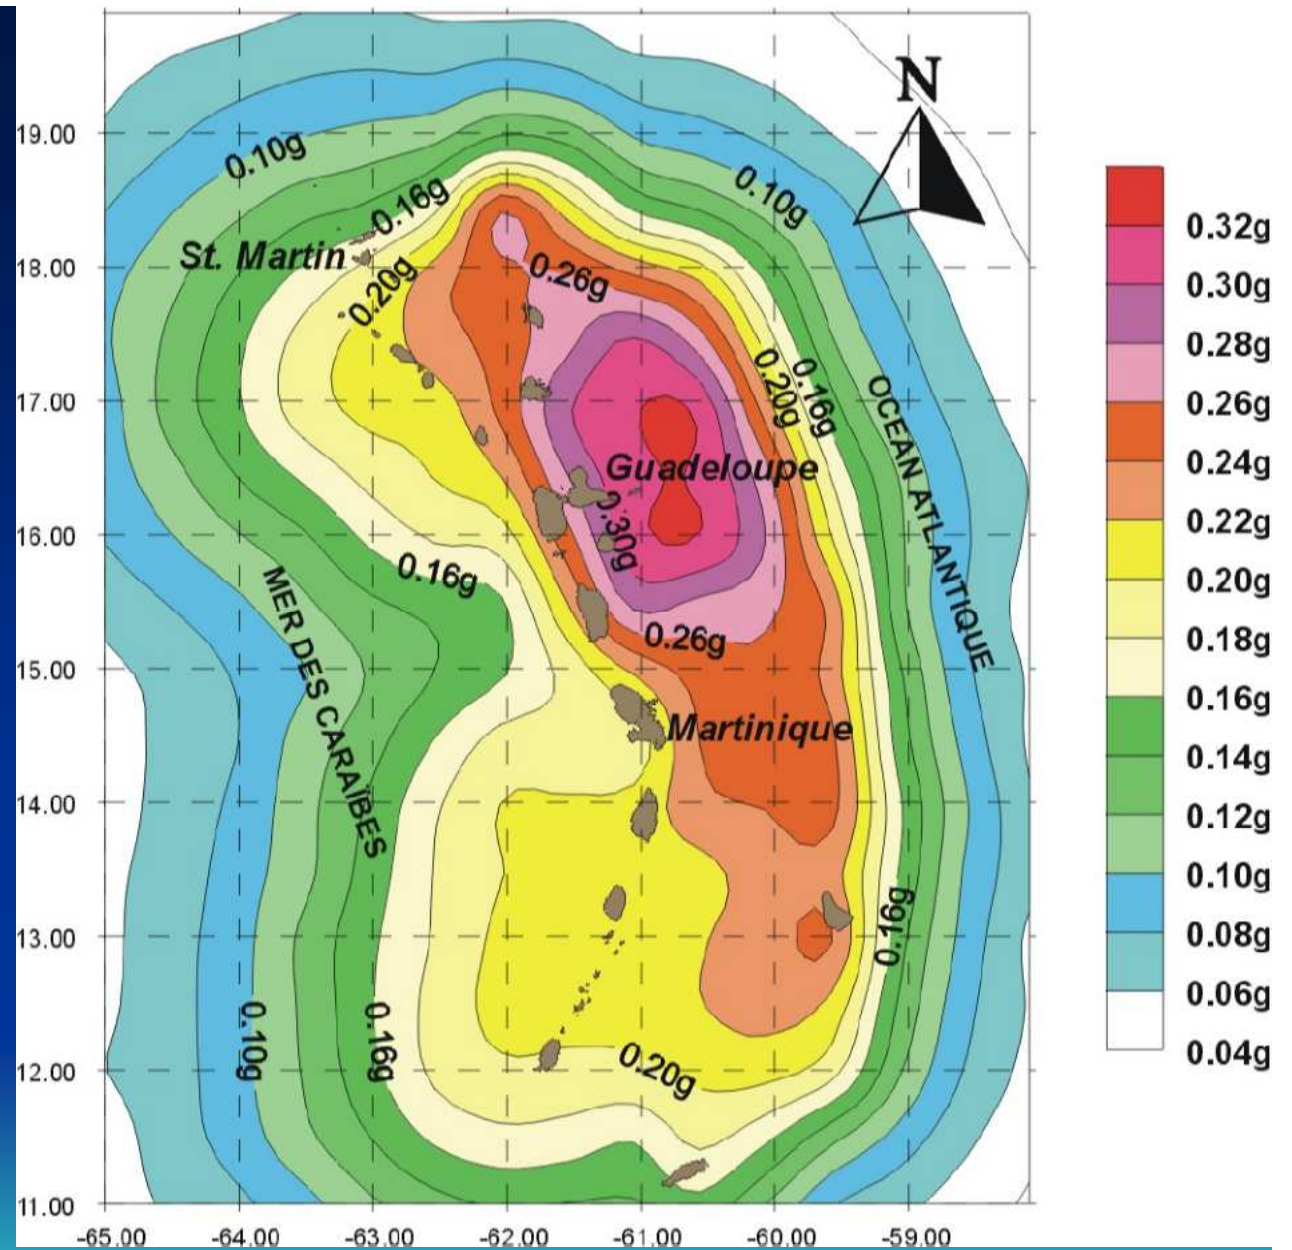 N
19.00
0.10g
0.10g
0.16g
St. Martin
18.00
0.26g
0.20g
0.20g
0.16g
17.00
OCEAN ATLANTIQUE
Guadeloupe
0.30g
16.00
0.16g
MER DES CARAÏBES
0.26g
15.00
Martinique
14.00
0.16g
13.00
0.10g
0.16g
0.20g
12.00
11.00
-65.00 -64.00 -63.00 -62.00 -61.00 -60.00 -59.00
0.32g
0.30g
0.28g
0.26g
0.24g
0.22g
0.20g
0.18g
0.16g
0.14g
0.12g
0.10g
0.08g
0.06g
0.04g